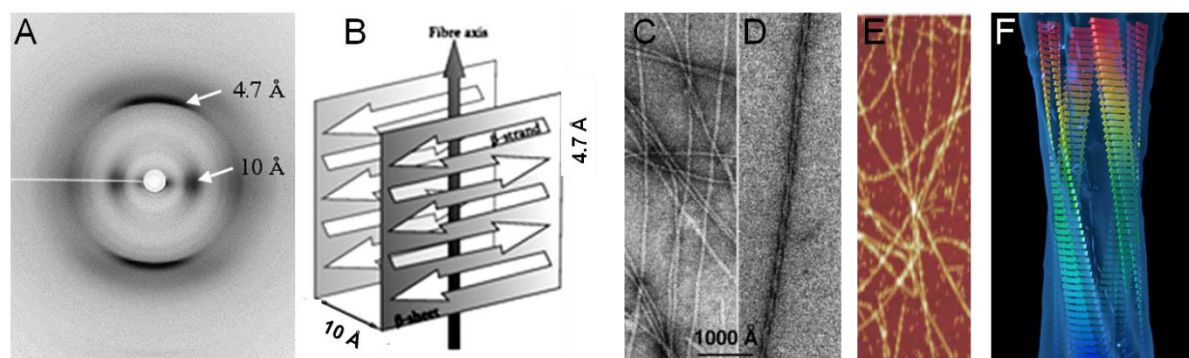 A
4.7 Å
10 Å
B
Fibre axis
β-strand
4.7 Å
β-sheet
10 Å
C
D
1000 Å
E
F